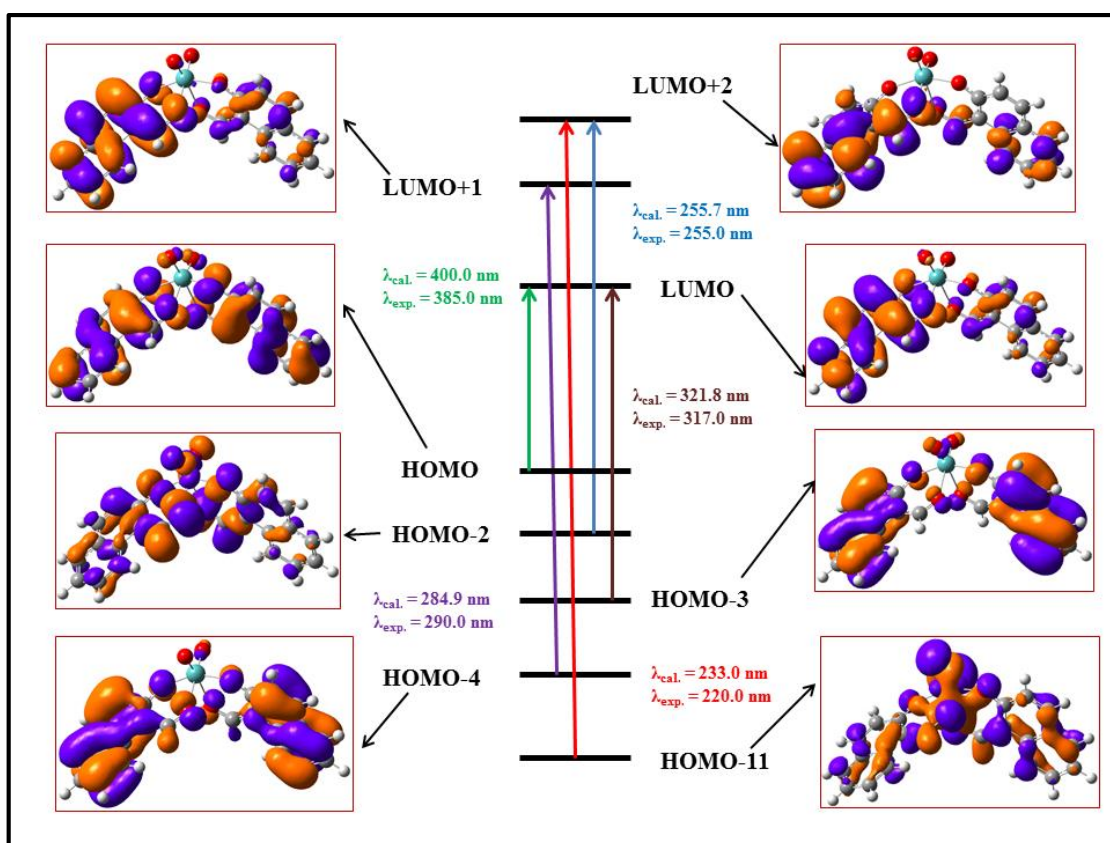 LUMO+2
LUMO+1
λcal. = 255.7 nm
λexp. = 255.0 nm
λcal. = 400.0 nm
λexp. = 385.0 nm
LUMO
λcal. = 321.8 nm
λexp. = 317.0 nm
HOMO
HOMO-2
HOMO-3
λcal. = 284.9 nm
λexp. = 290.0 nm
HOMO-4
λcal. = 233.0 nm
λexp. = 220.0 nm
HOMO-11